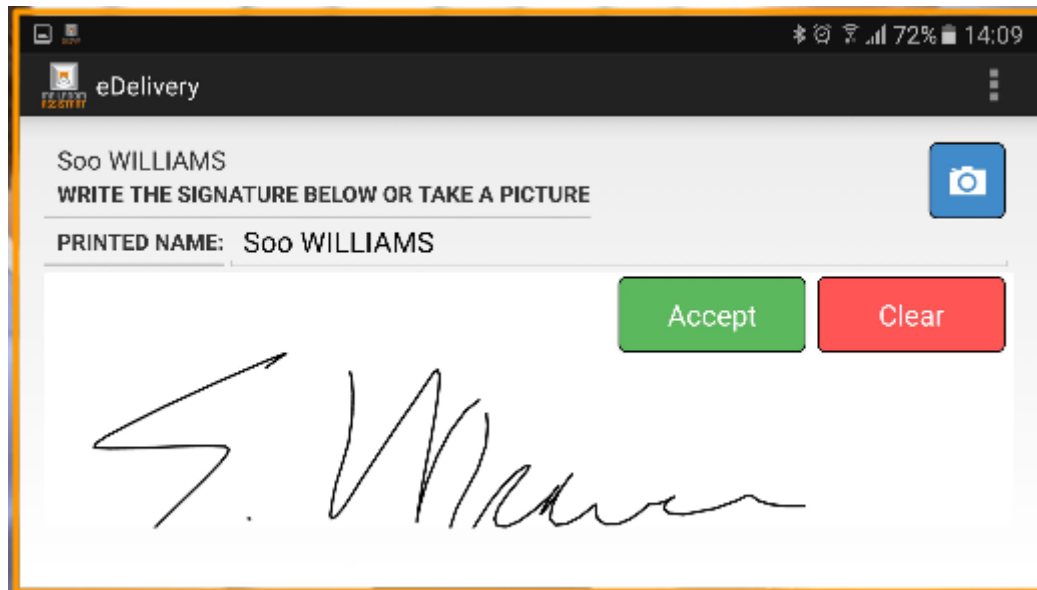 72% 14:09
eDelivery
Soo WILLIAMS
WRITE THE SIGNATURE BELOW OR TAKE A PICTURE
PRINTED NAME: Soo WILLIAMS
Accept Clear
S.